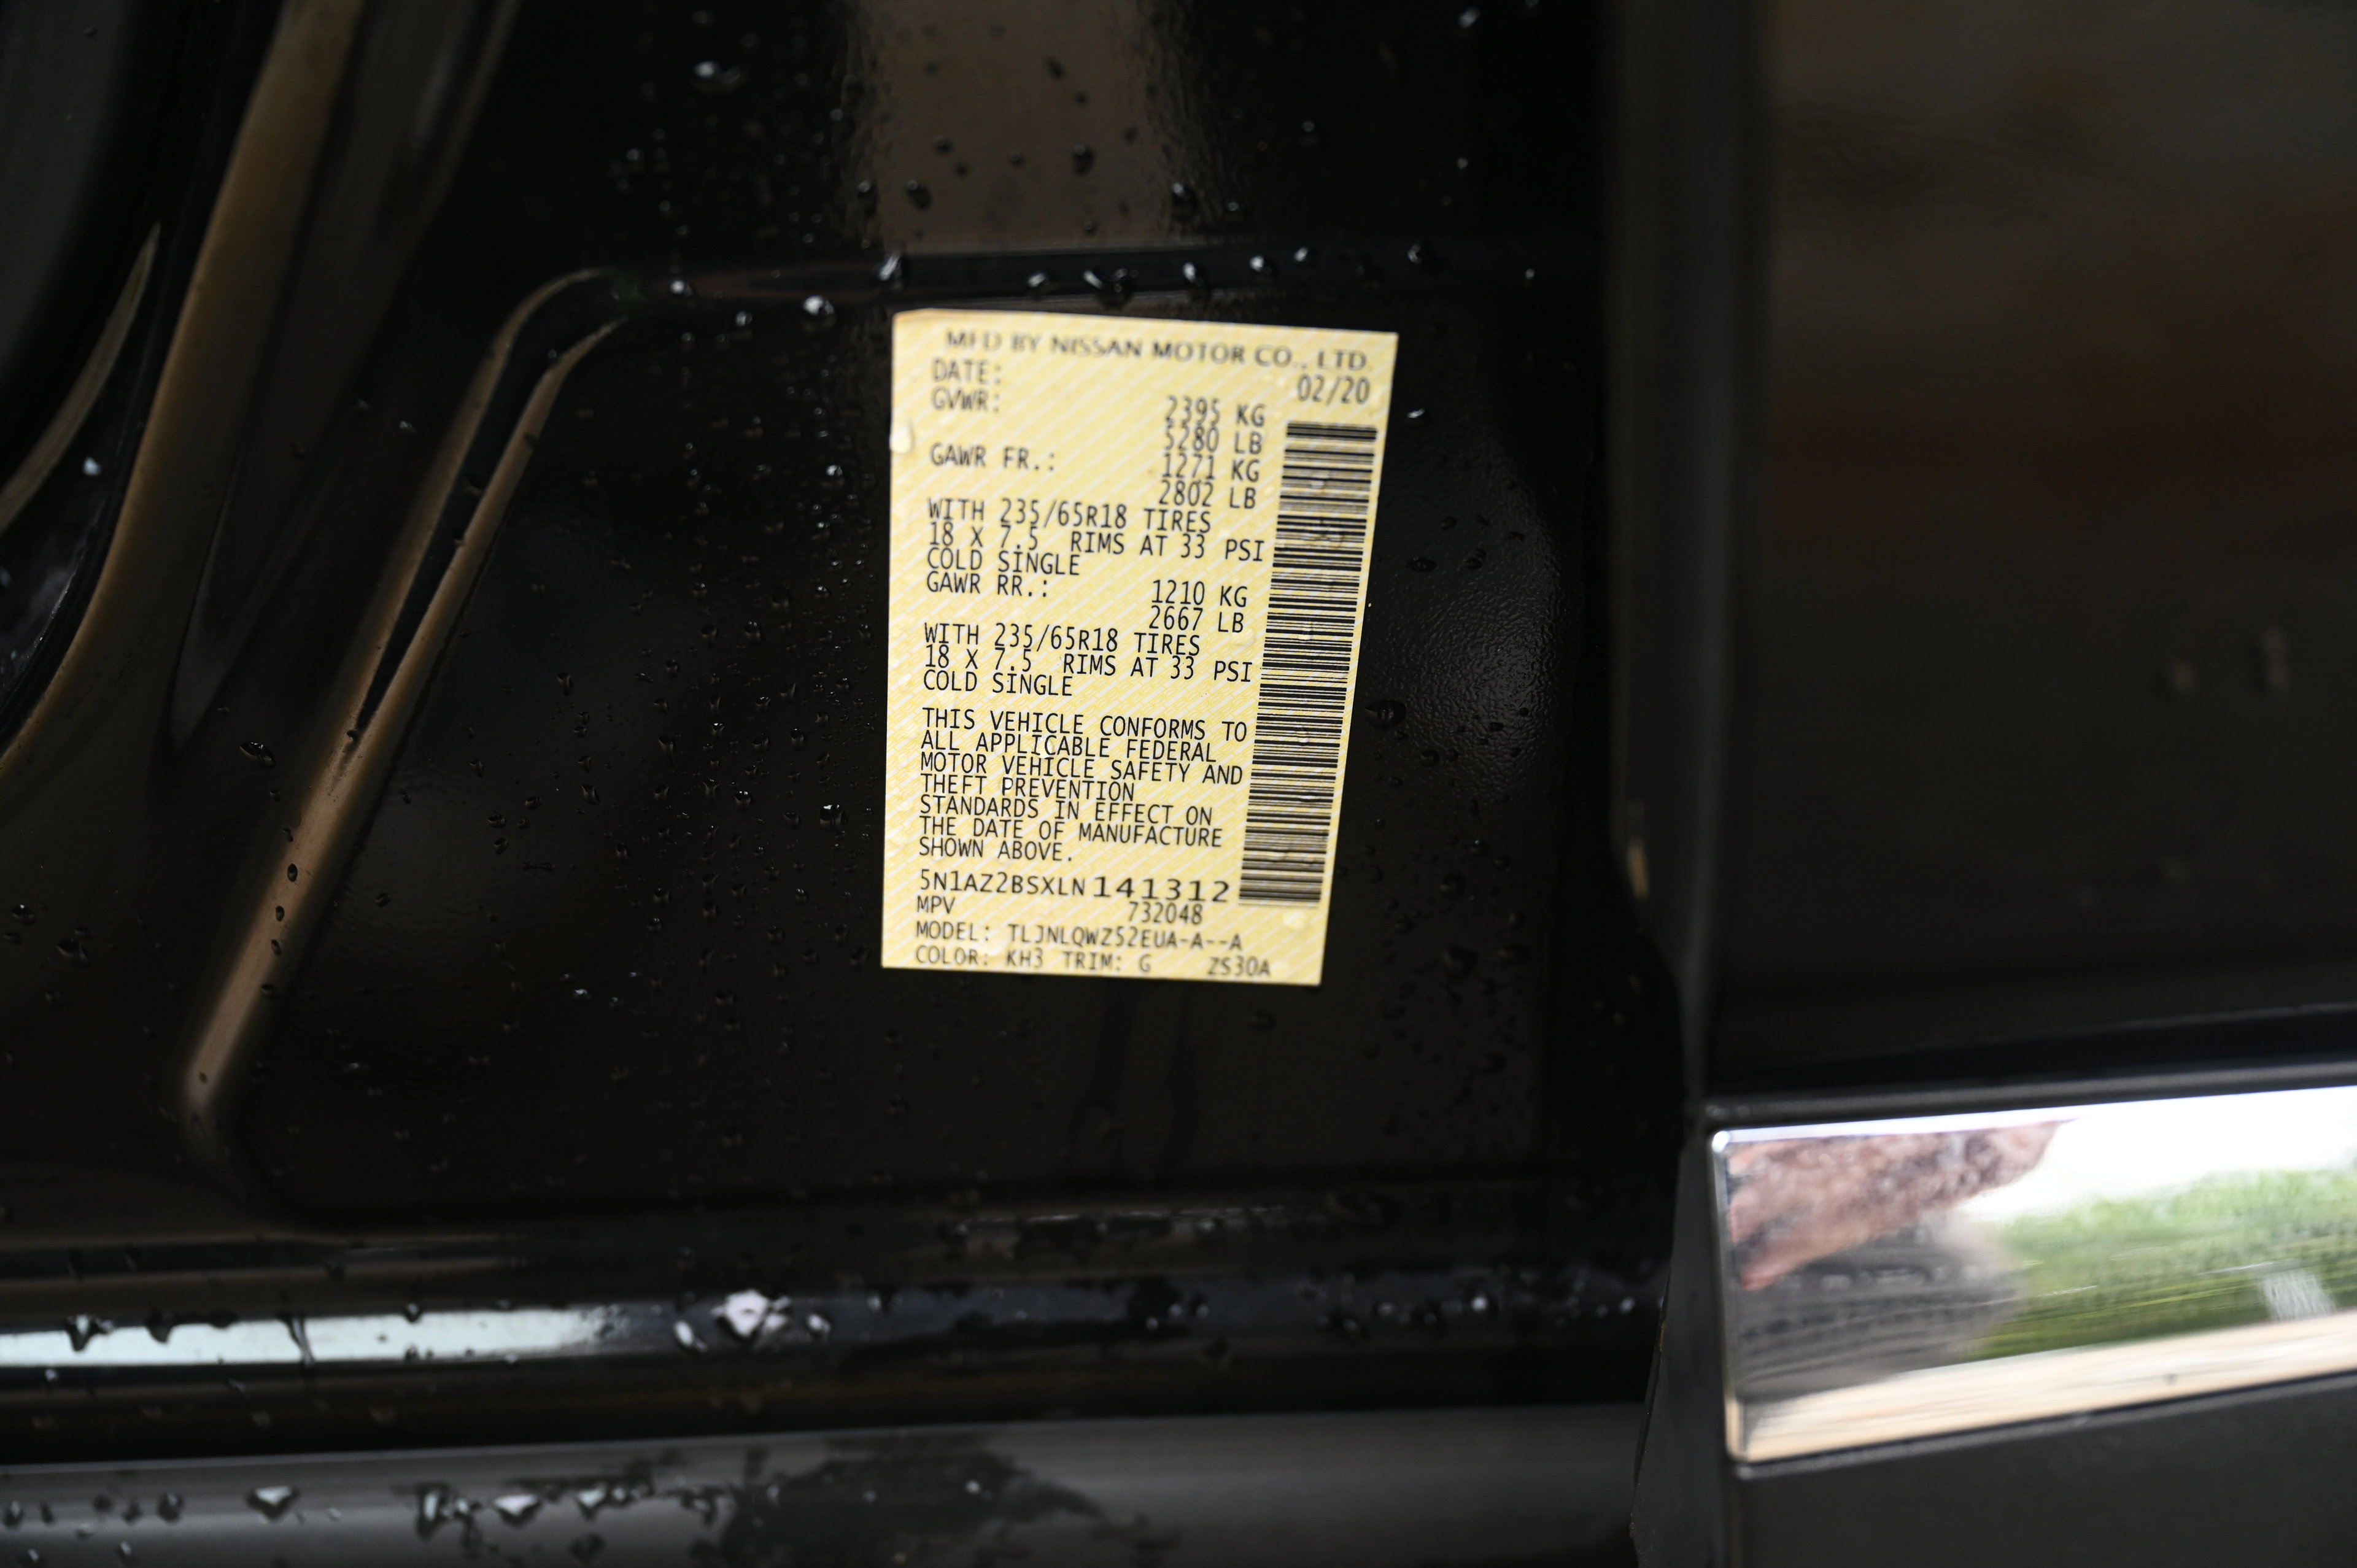 MFD BY NISSAN MOTOR CO., LTD
DATE: 02/20
GVWR: 2395 KG
5280 LB
GAWR FR.: 1271 KG
2802 LB
WITH 235/65R18 TIRES
18 X 7.5 RIMS AT 33 PSI
COLD SINGLE
GAWR RR.: 1210 KG
2667 LB
WITH 235/65R18 TIRES
18 X 7.5 RIMS AT 33 PSI
COLD SINGLE
THIS VEHICLE CONFORMS TO
ALL APPLICABLE FEDERAL
MOTOR VEHICLE SAFETY AND
THEFT PREVENTION
STANDARDS IN EFFECT ON
THE DATE OF MANUFACTURE
SHOWN ABOVE.
5N1AZ2BSXLN141312
MPV 732048
MODEL: TLJNLQWZ52EUA-A--A
COLOR: KH3 TRIM: G ZS30A